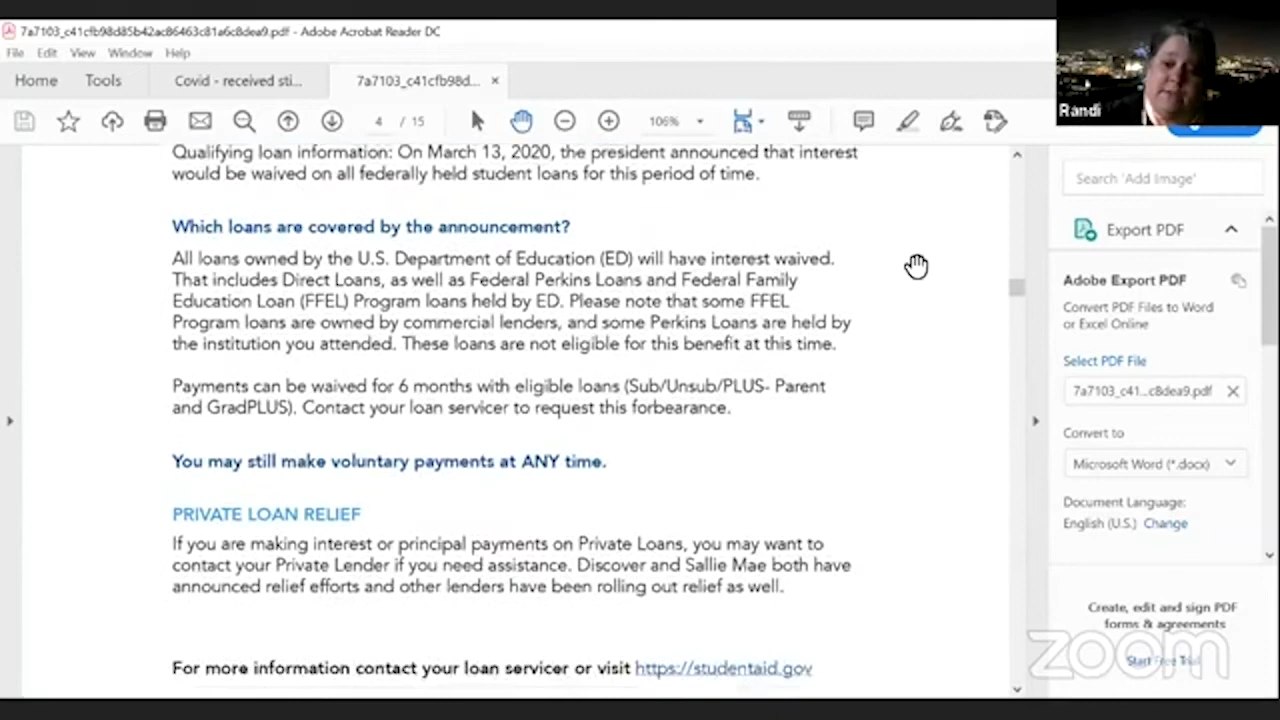 7a7103_c41cfb98d85b42ac86463c81a6c8dea9.pdf - Adobe Acrobat Reader DC
File Edit View Window Help
Home Tools Covid - received sti... 7a7103_c41cfb98d... ×
4 / 15 106%
Randi
Qualifying loan information: On March 13, 2020, the president announced that interest
would be waived on all federally held student loans for this period of time.
Which loans are covered by the announcement?
All loans owned by the U.S. Department of Education (ED) will have interest waived.
That includes Direct Loans, as well as Federal Perkins Loans and Federal Family
Education Loan (FFEL) Program loans held by ED. Please note that some FFEL
Program loans are owned by commercial lenders, and some Perkins Loans are held by
the institution you attended. These loans are not eligible for this benefit at this time.
Payments can be waived for 6 months with eligible loans (Sub/Unsub/PLUS- Parent
and GradPLUS). Contact your loan servicer to request this forbearance.
You may still make voluntary payments at ANY time.
PRIVATE LOAN RELIEF
If you are making interest or principal payments on Private Loans, you may want to
contact your Private Lender if you need assistance. Discover and Sallie Mae both have
announced relief efforts and other lenders have been rolling out relief as well.
For more information contact your loan servicer or visit https://studentaid.gov
Search 'Add Image'
Export PDF
Adobe Export PDF
Convert PDF Files to Word
or Excel Online
Select PDF File
7a7103_c41...c8dea9.pdf
Convert to
Microsoft Word (*.docx)
Document Language:
English (U.S.) Change
Create, edit and sign PDF
forms & agreements
Start Free Trial
zoom